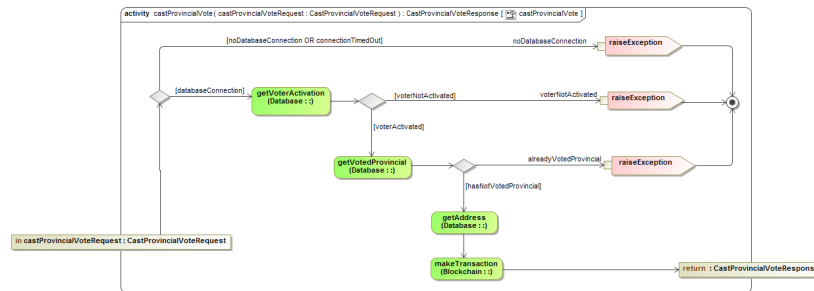 activity castProvincialVote( castProvincialVoteRequest : CastProvincialVoteRequest ) : CastProvincialVoteResponse [ castProvincialVote ]
[noDatabaseConnection OR connectionTimedOut]
noDatabaseConnection
raiseException
[databaseConnection]
getVoterActivation
(Database : :)
[voterNotActivated]
voterNotActivated
raiseException
[voterActivated]
getVotedProvincial
(Database : :)
alreadyVotedProvincial
raiseException
[hasNotVotedProvincial]
getAddress
(Database : :)
in castProvincialVoteRequest : CastProvincialVoteRequest
makeTransaction
(Blockchain : :)
return : CastProvincialVoteRespons